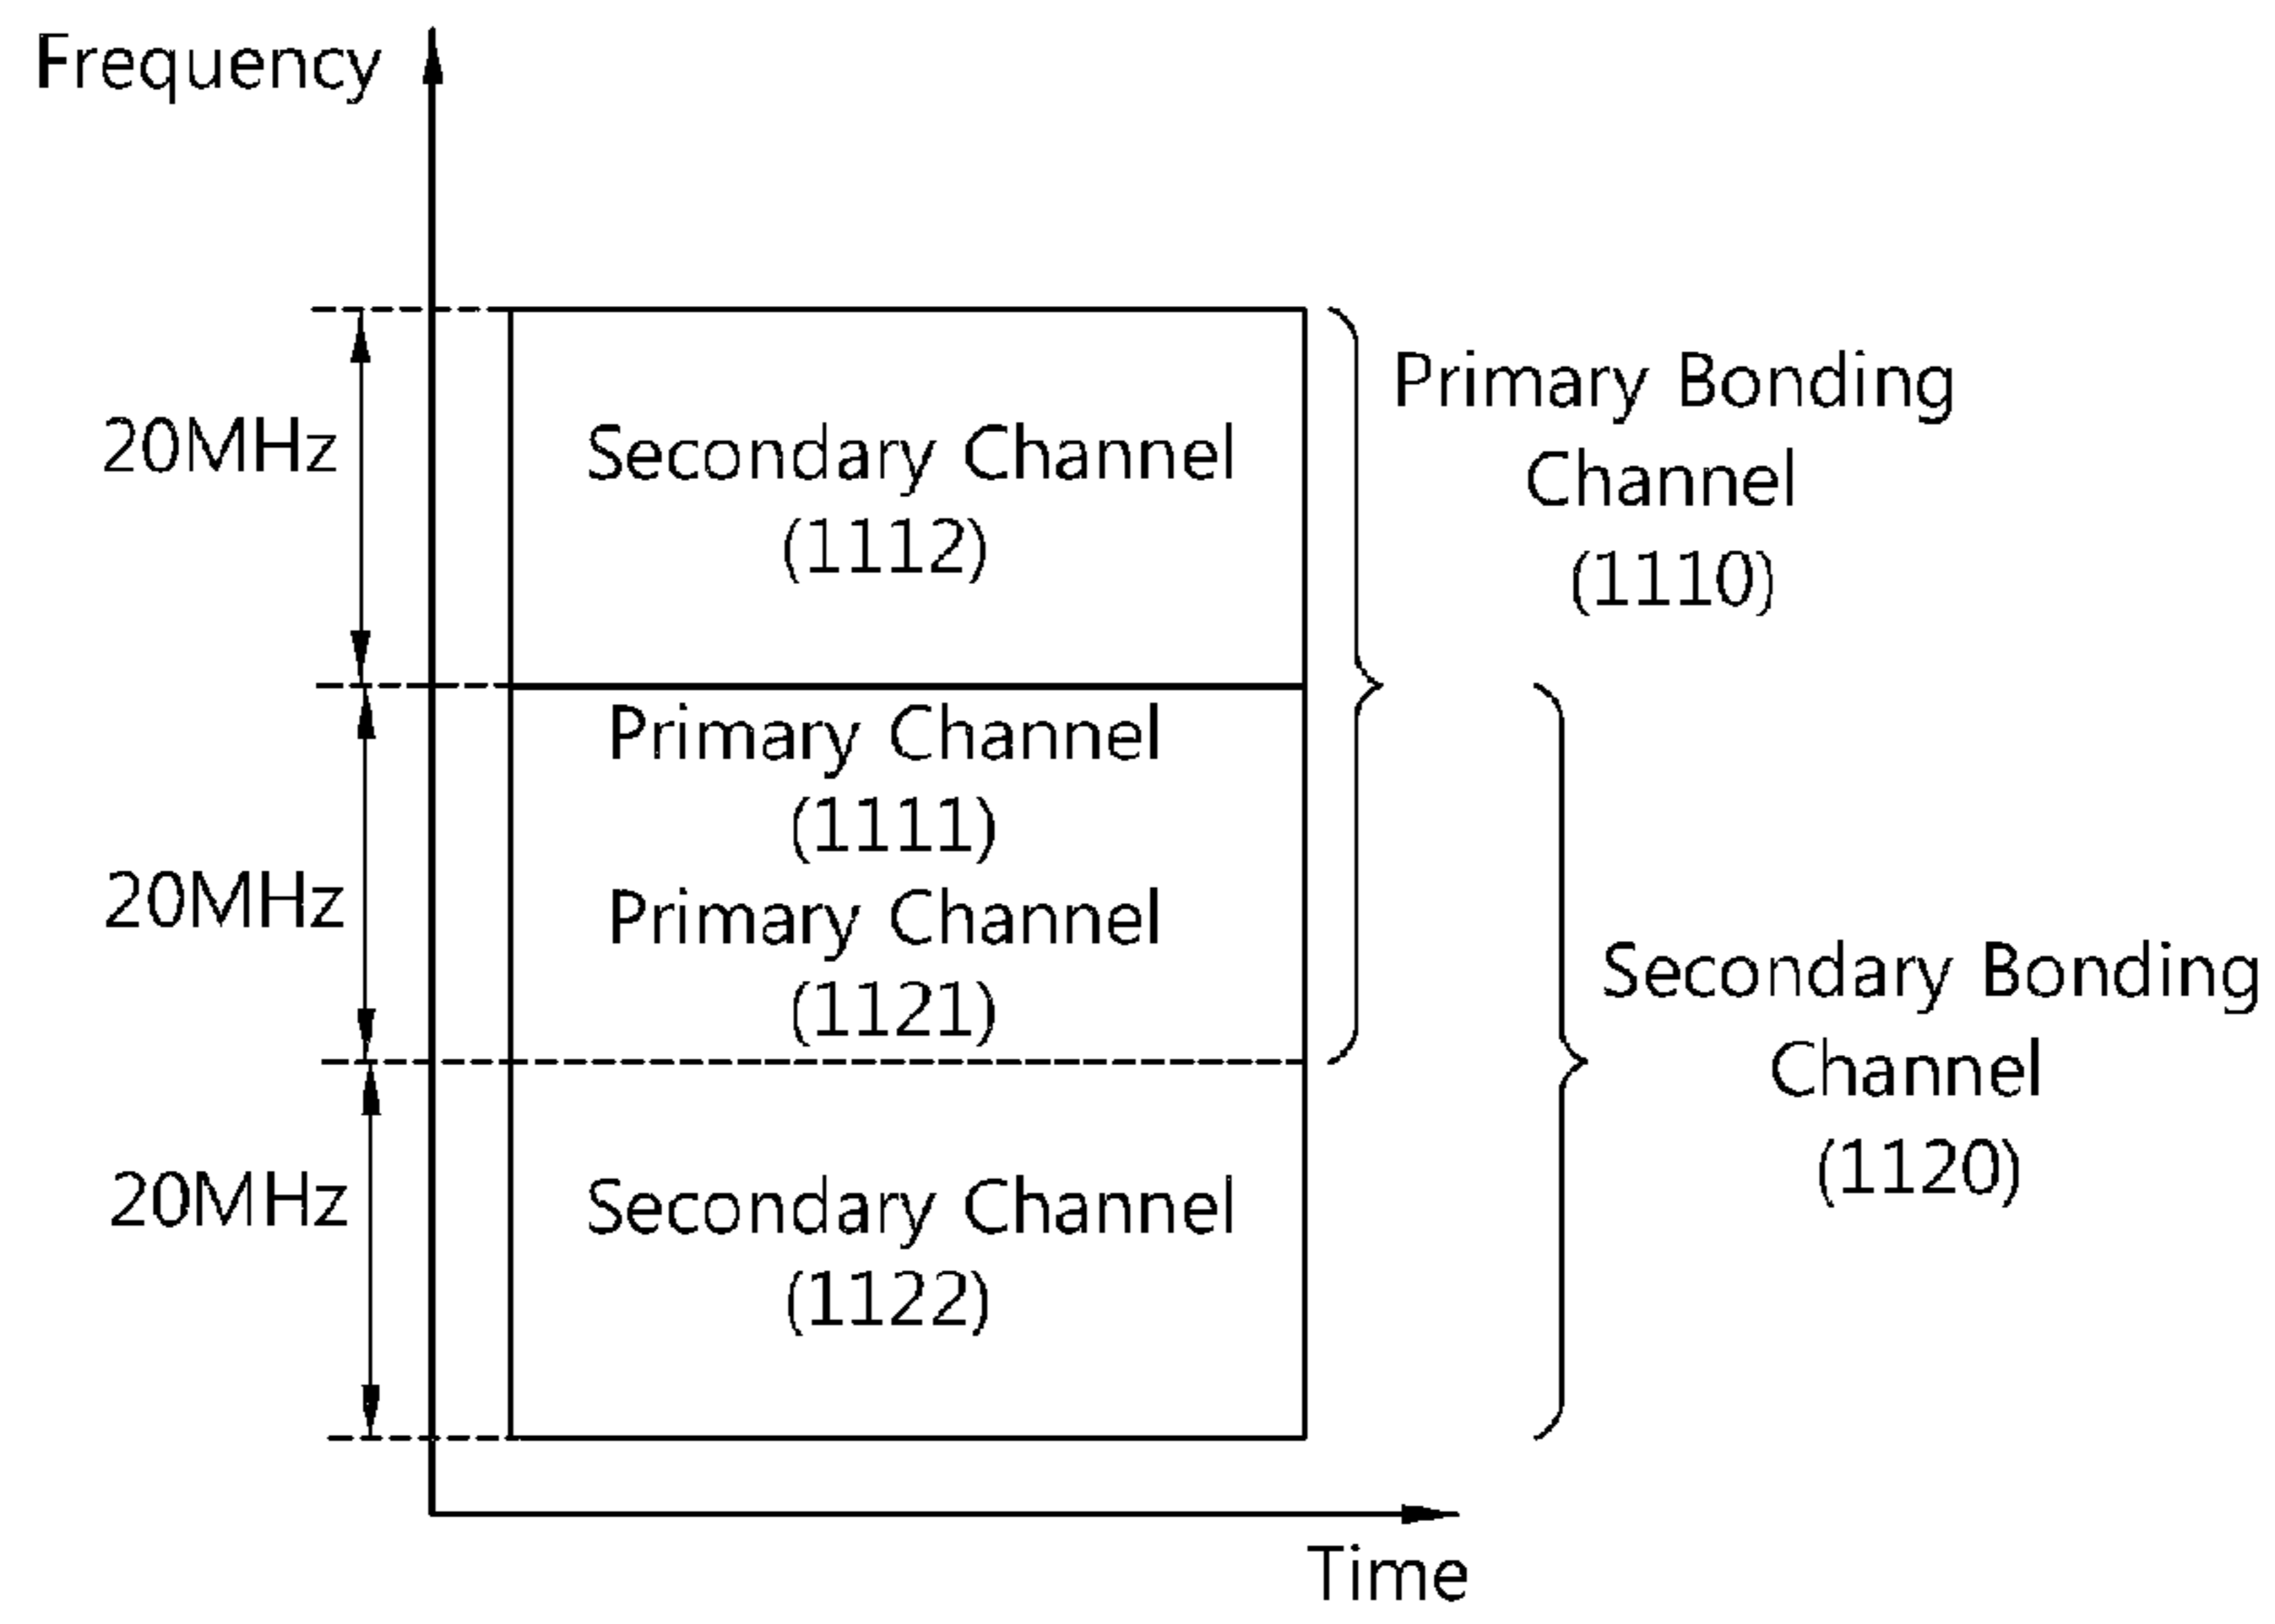 Frequency
20MHz
Secondary Channel
(1112)
Primary Bonding
Channel
(1110)
20MHz
Primary Channel
(1111)
Primary Channel
(1121)
Secondary Bonding
Channel
(1120)
20MHz
Secondary Channel
(1122)
Time